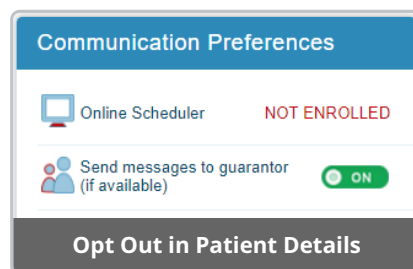 Communication Preferences
Online Scheduler NOT ENROLLED
Send messages to guarantor
(if available) ON
Opt Out in Patient Details